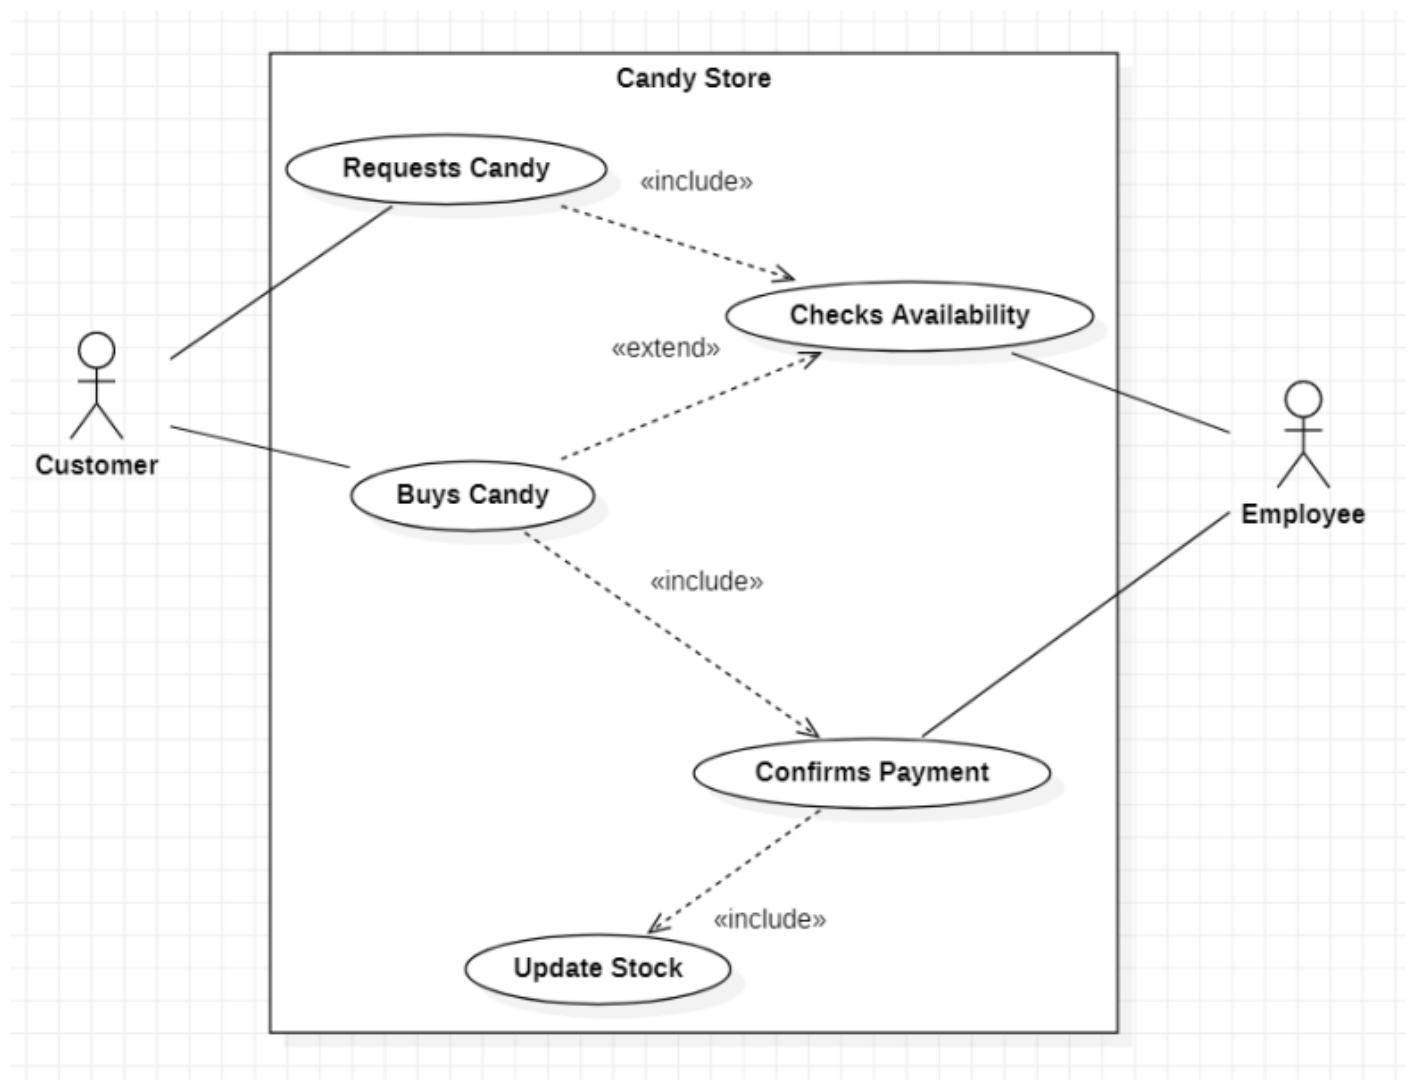 Candy Store
Requests Candy
«include»
Checks Availability
«extend»
Customer
Buys Candy
Employee
«include»
Confirms Payment
«include»
Update Stock